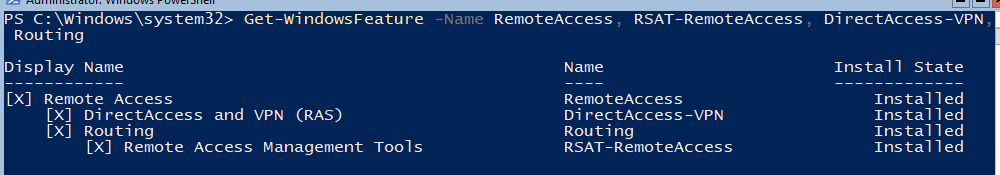 Administrator: Windows PowerShell
PS C:\Windows\system32> Get-WindowsFeature -Name RemoteAccess, RSAT-RemoteAccess, DirectAccess-VPN,
Routing
Display Name Name Install State
------------ ---- -------------
[X] Remote Access RemoteAccess Installed
[X] DirectAccess and VPN (RAS) DirectAccess-VPN Installed
[X] Routing Routing Installed
[X] Remote Access Management Tools RSAT-RemoteAccess Installed